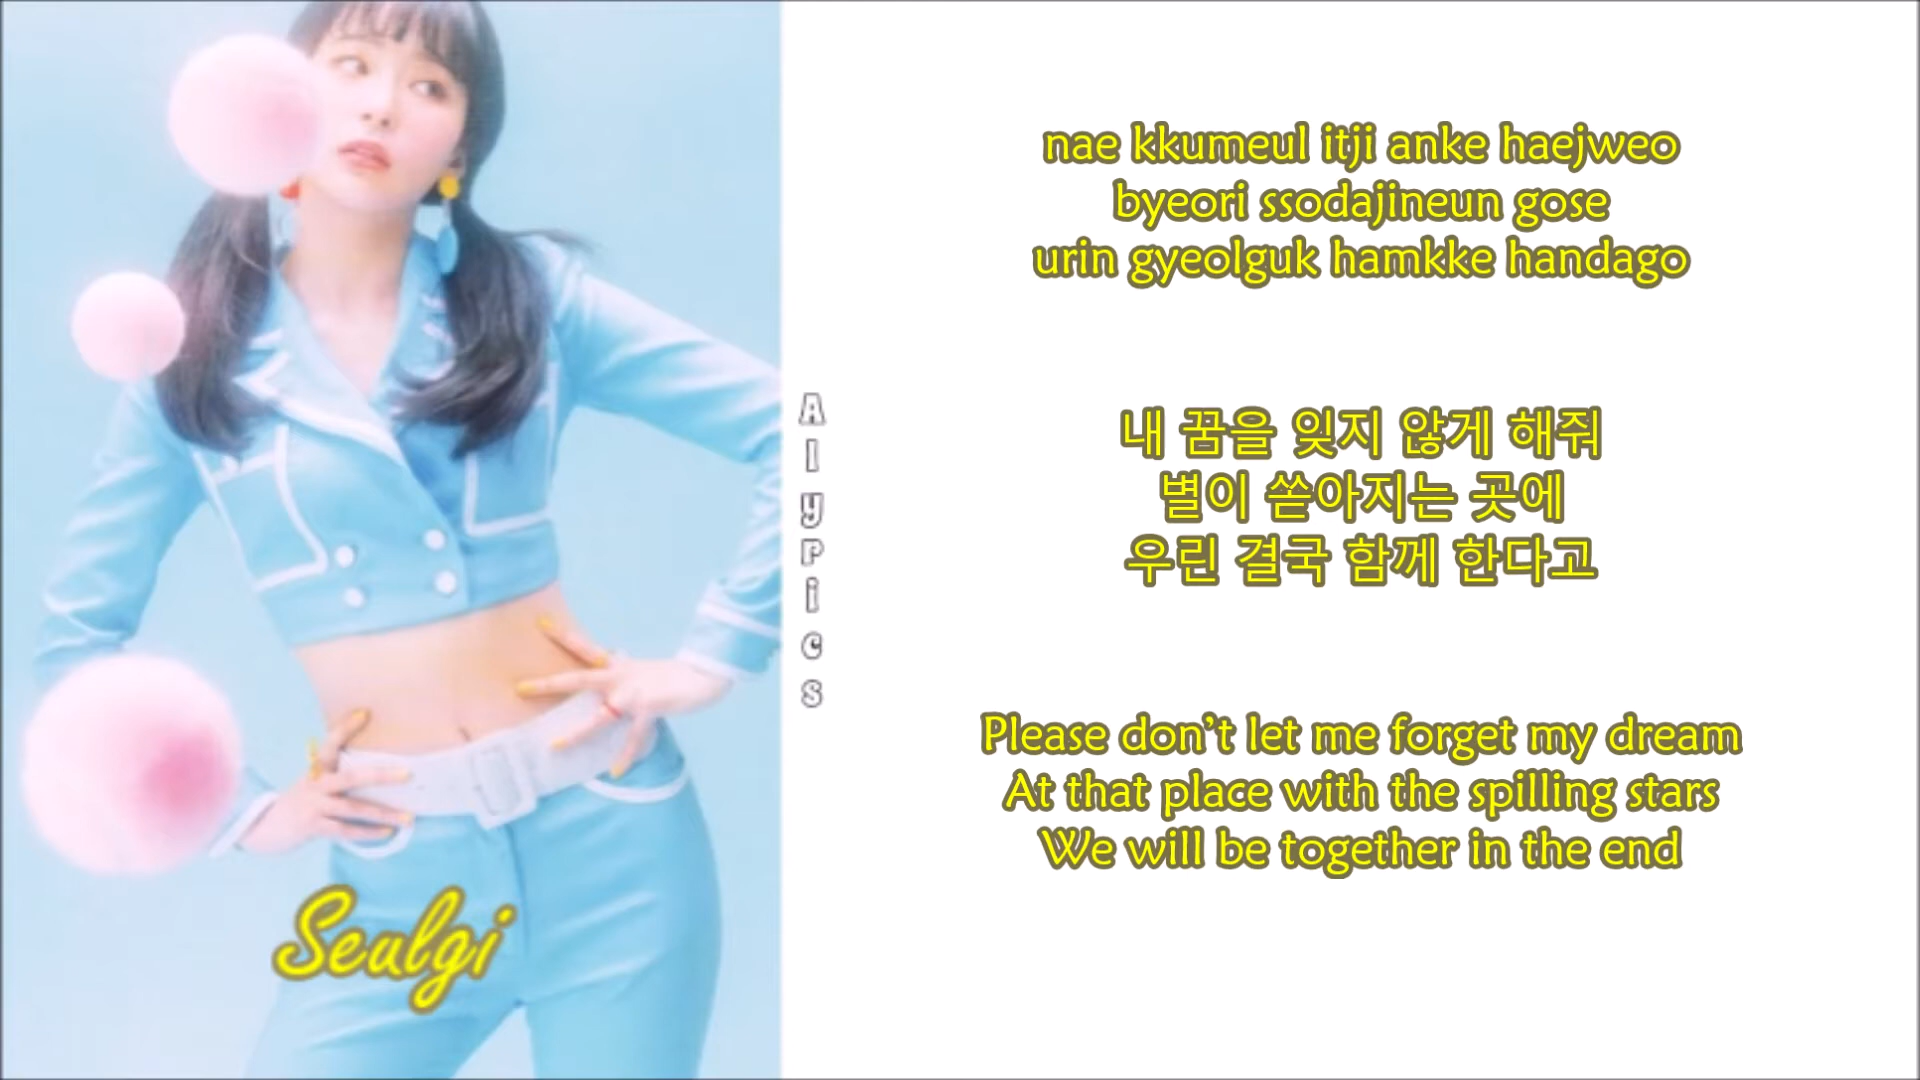 nae kkumeul itji anke haejweo
byeori ssodajineun gose
urin gyeolguk hamkke handago
내 꿈을 잊지 않게 해줘
별이 쏟아지는 곳에
우린 결국 함께 한다고
Please don't let me forget my dream
At that place with the spilling stars
We will be together in the end
AlyPics
Seulgi